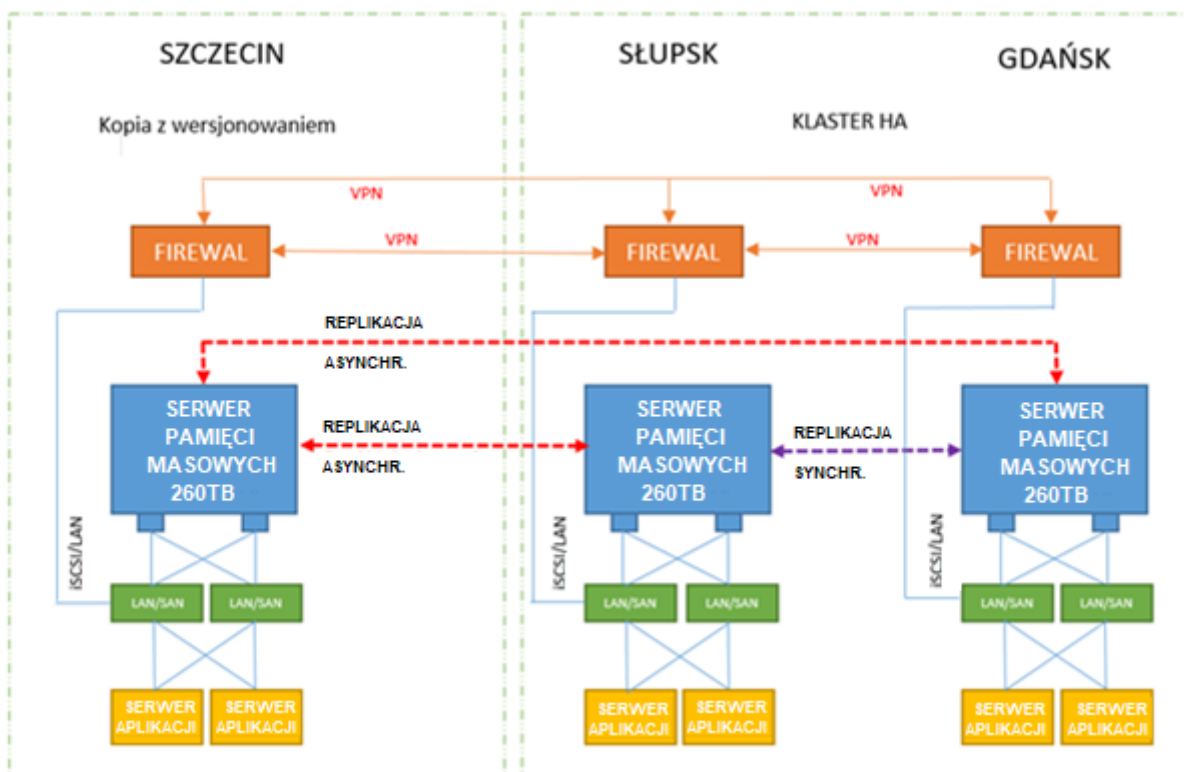 SZCZECIN
SŁUPSK
GDAŃSK
Kopia z wersjonowaniem
KLASTER HA
VPN
VPN
FIREWAL
VPN
FIREWAL
VPN
FIREWAL
REPLIKACJA
ASYNCHR.
SERWER
PAMIĘCI
MASOWYCH
260TB
REPLIKACJA
ASYNCHR.
SERWER
PAMIĘCI
MASOWYCH
260TB
REPLIKACJA
SYNCHR.
SERWER
PAMIĘCI
MASOWYCH
260TB
iSCSI/LAN
iSCSI/LAN
iSCSI/LAN
LAN/SAN
LAN/SAN
LAN/SAN
LAN/SAN
LAN/SAN
LAN/SAN
SERWER
APLIKACJI
SERWER
APLIKACJI
SERWER
APLIKACJI
SERWER
APLIKACJI
SERWER
APLIKACJI
SERWER
APLIKACJI